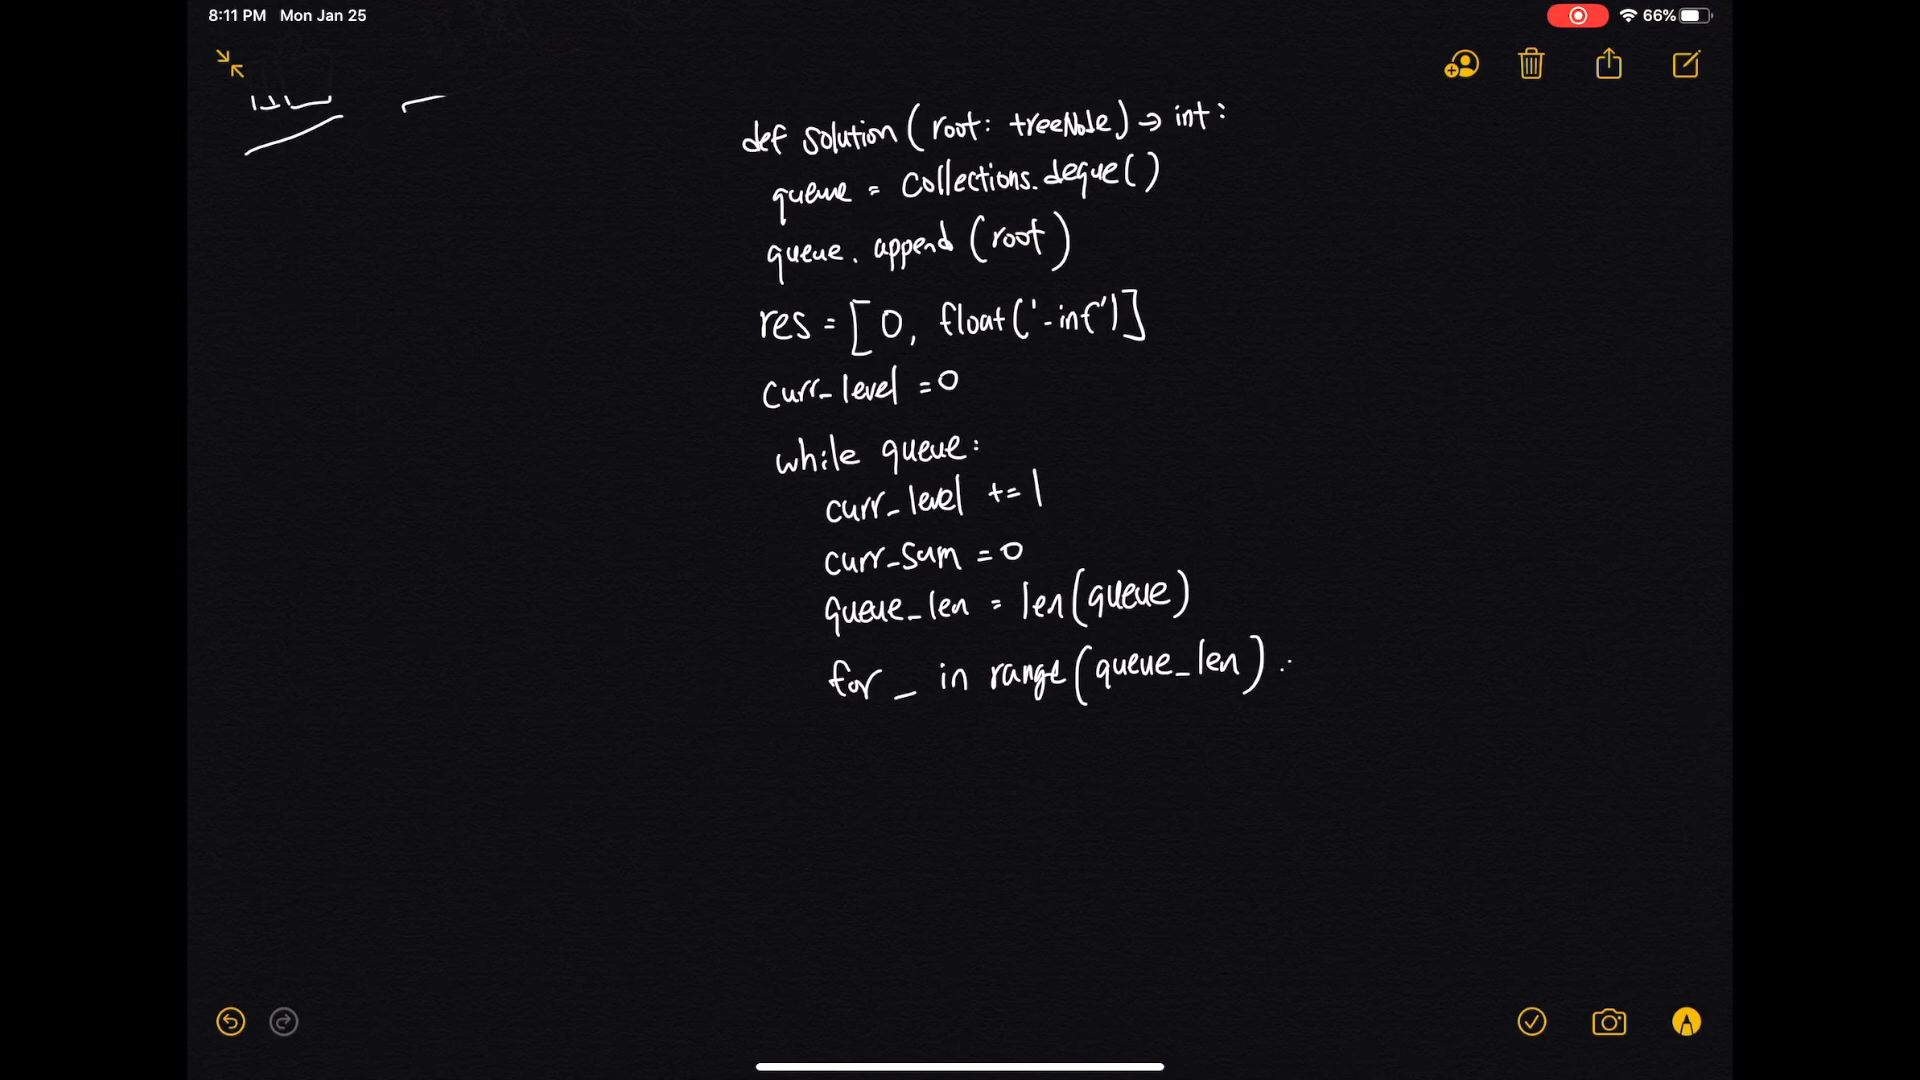 8:11 PM Mon Jan 25
66%
def solution(root: treeNode) → int:
queue = collections.deque()
queue.append(root)
res = [0, float('-inf')]
curr_level = 0
while queue:
curr_level += 1
curr_sum = 0
queue_len = len(queue)
for _ in range(queue_len):